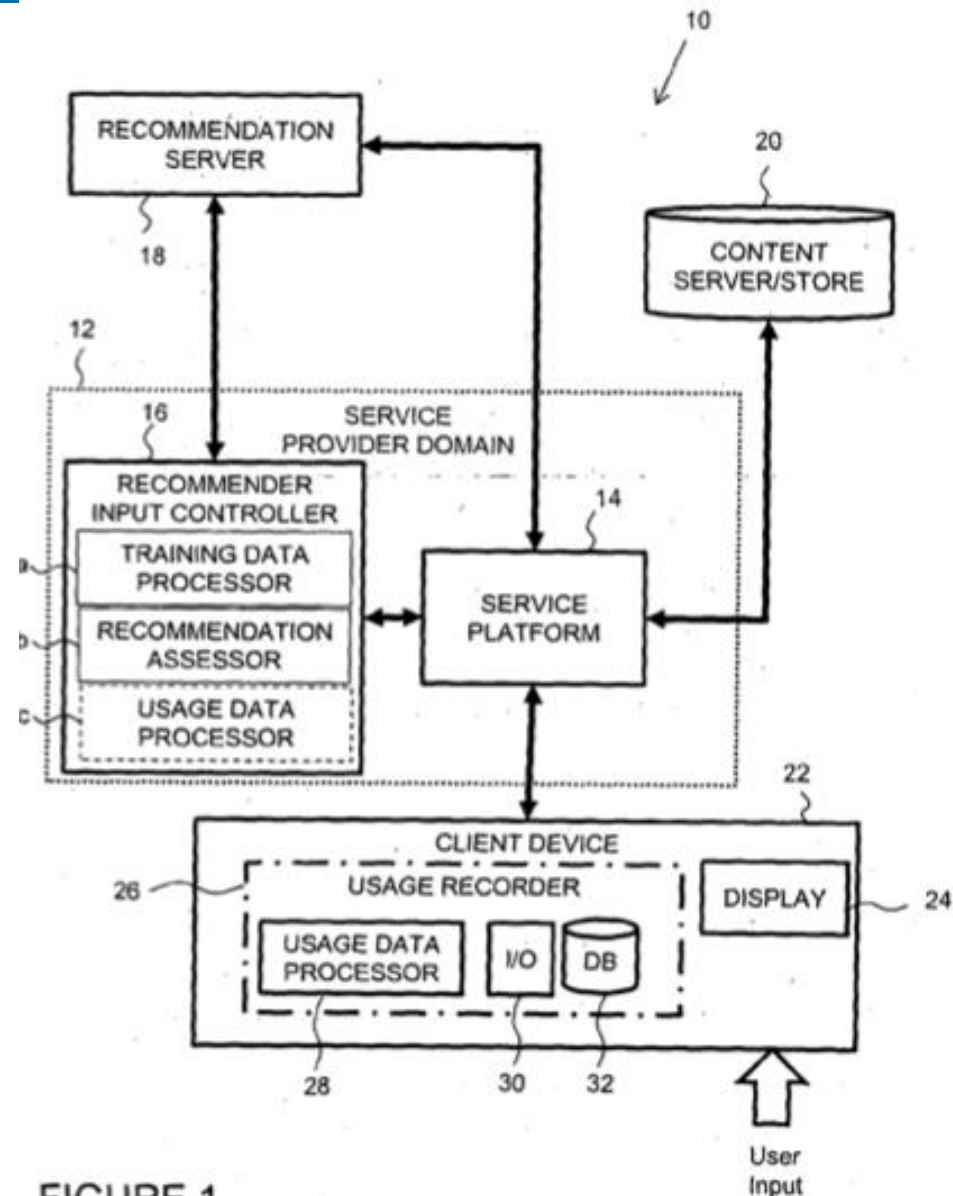 10
RECOMMENDATION
SERVER
18
20
CONTENT
SERVER/STORE
12
SERVICE
PROVIDER DOMAIN
16
RECOMMENDER
INPUT CONTROLLER
TRAINING DATA
PROCESSOR
RECOMMENDATION
ASSESSOR
c
USAGE DATA
PROCESSOR
14
SERVICE
PLATFORM
22
CLIENT DEVICE
26
USAGE RECORDER
DISPLAY
24
USAGE DATA
PROCESSOR
I/O
DB
28
30
32
User
Input
FIGURE 1